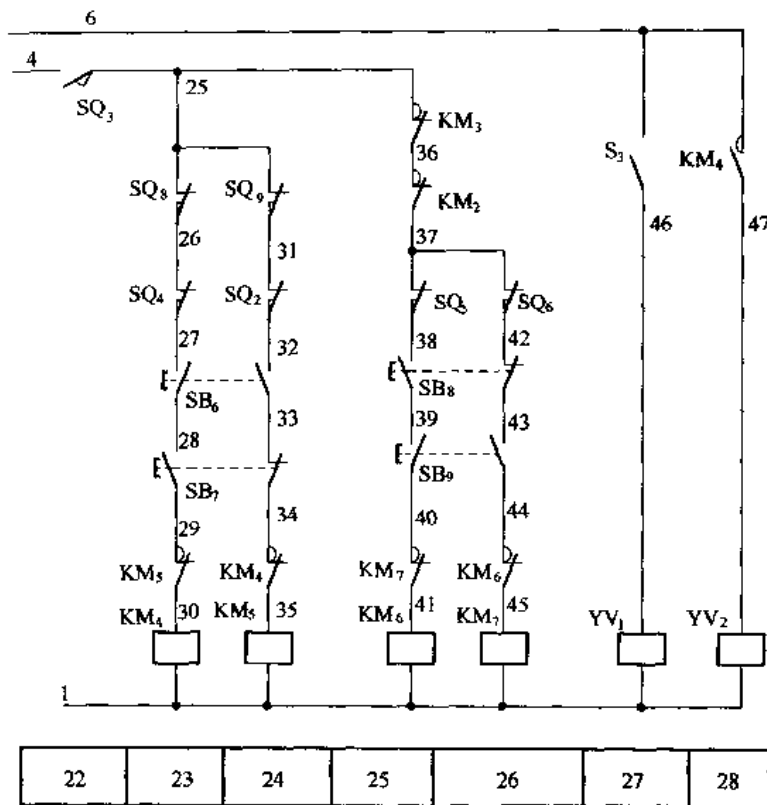 6
4
25
SQ₃
KM₃
36
S₃
KM₄
SQ₈
SQ₉
KM₂
46
47
26
31
37
SQ₄
SQ₂
SQ₅
SQ₆
27
32
38
42
SB₆
SB₈
28
33
39
43
SB₇
SB₉
29
34
40
44
KM₅
KM₄
KM₇
KM₆
KM₄
30
KM₅
35
KM₆
41
KM₇
45
YV₁
YV₂
1
22 23 24 25 26 27 28